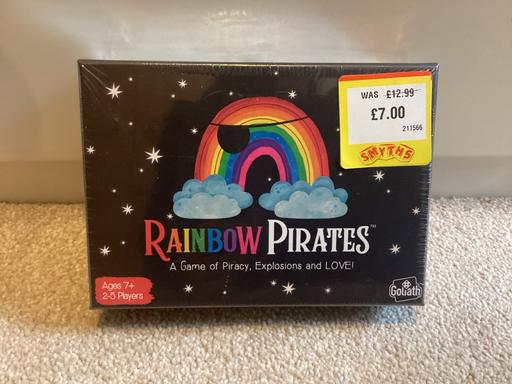 WAS £12.99
£7.00
211566
SMYTHS
RAINBOW PIRATES™
A Game of Piracy, Explosions and LOVE!
Ages 7+
2-5 Players
Goliath